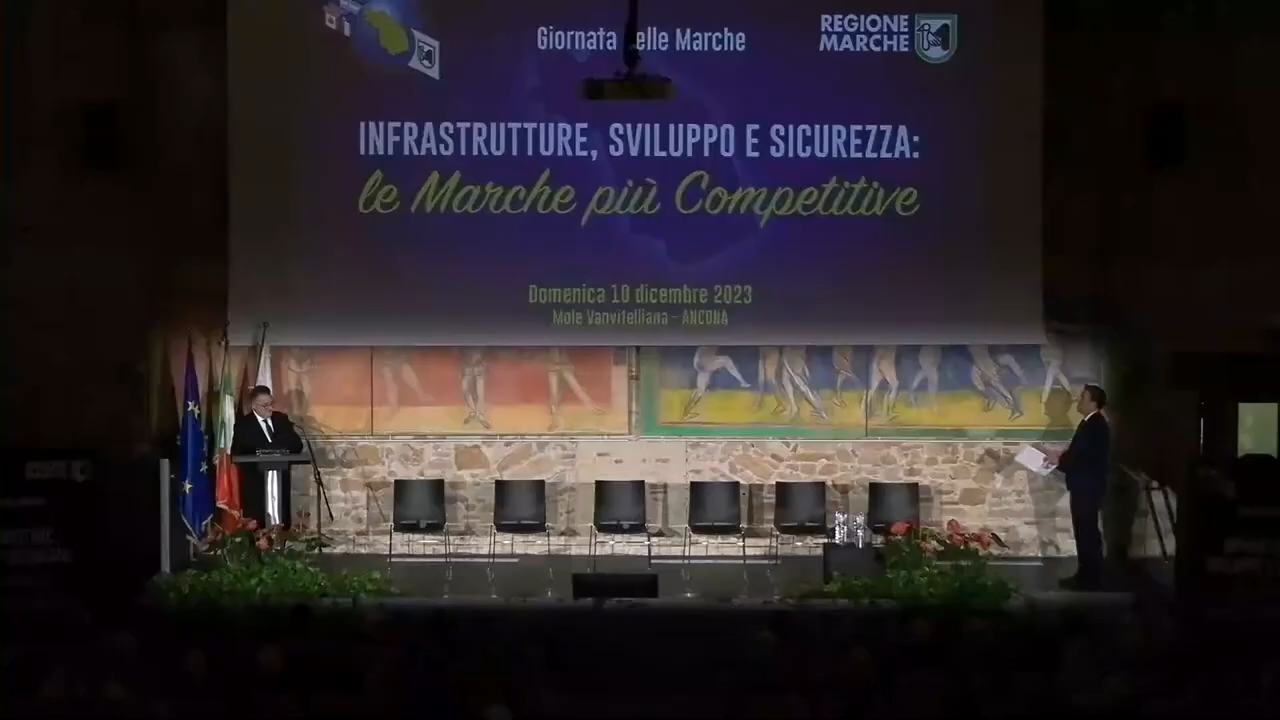 Giornata elle Marche
REGIONE
MARCHE
INFRASTRUTTURE, SVILUPPO E SICUREZZA:
le Marche più Competitive
Domenica 10 dicembre 2023
Mole Vanvitelliana - ANCONA